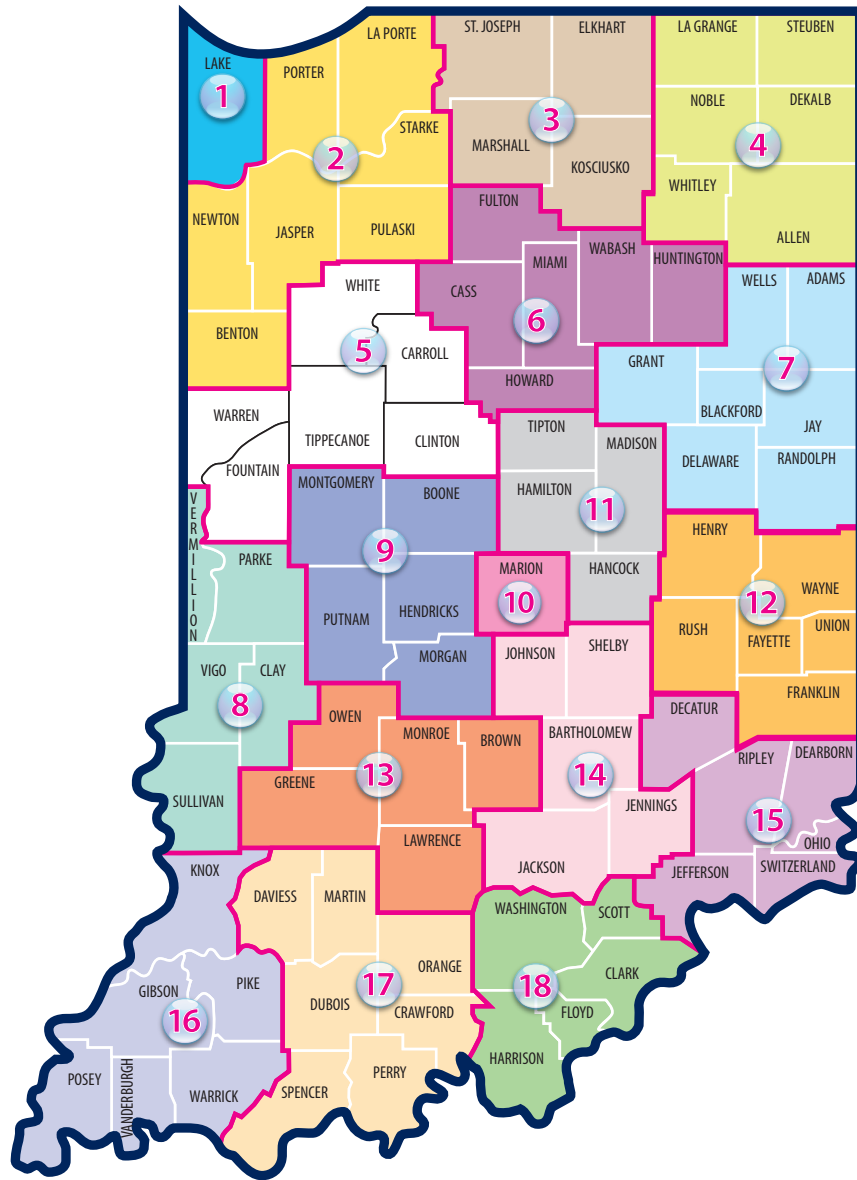 LA PORTE
ST. JOSEPH
ELKHART
LA GRANGE
STEUBEN
LAKE
PORTER
1
NOBLE
DEKALB
3
STARKE
4
MARSHALL
2
KOSCIUSKO
WHITLEY
FULTON
NEWTON
JASPER
PULASKI
ALLEN
WABASH
MIAMI
HUNTINGTON
WELLS
ADAMS
WHITE
CASS
6
BENTON
5
CARROLL
GRANT
7
HOWARD
BLACKFORD
WARREN
TIPTON
JAY
TIPPECANOE
CLINTON
MADISON
RANDOLPH
FOUNTAIN
DELAWARE
MONTGOMERY
BOONE
HAMILTON
11
VERMILLION
HENRY
9
PARKE
MARION
HANCOCK
WAYNE
10
12
HENDRICKS
PUTNAM
UNION
RUSH
FAYETTE
JOHNSON
SHELBY
MORGAN
VIGO
CLAY
FRANKLIN
8
DECATUR
OWEN
MONROE
BROWN
BARTHOLOMEW
RIPLEY
DEARBORN
13
14
GREENE
SULLIVAN
JENNINGS
15
LAWRENCE
OHIO
JACKSON
SWITZERLAND
KNOX
JEFFERSON
DAVIESS
MARTIN
WASHINGTON
SCOTT
ORANGE
CLARK
PIKE
17
18
GIBSON
DUBOIS
CRAWFORD
FLOYD
16
HARRISON
PERRY
POSEY
SPENCER
WARRICK
VANDERBURGH